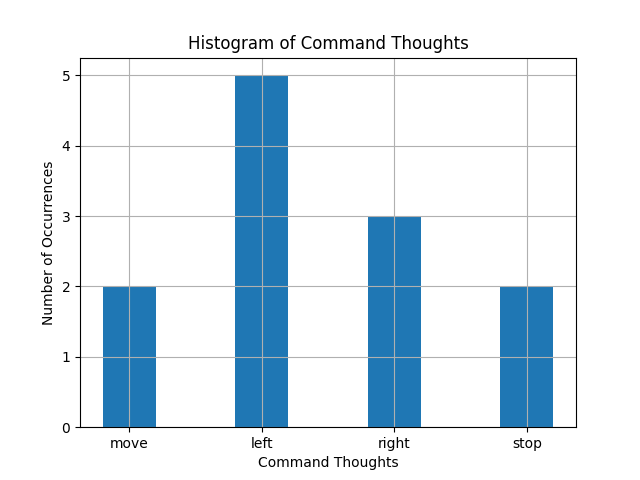 Histogram of Command Thoughts
Number of Occurrences
5
4
3
2
1
0
move left right stop
Command Thoughts